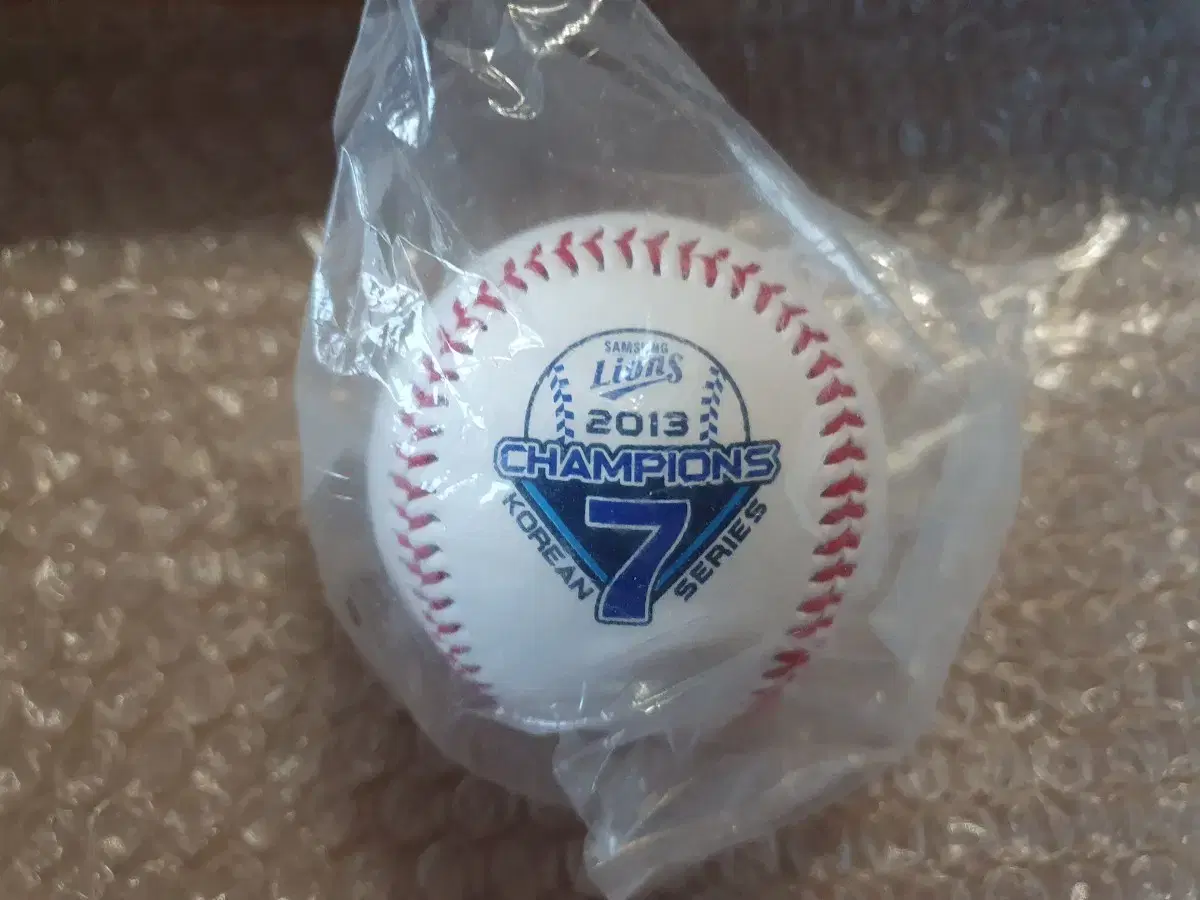 SAMSUNG
Lions
2013
CHAMPIONS
7
KOREAN
SERIES